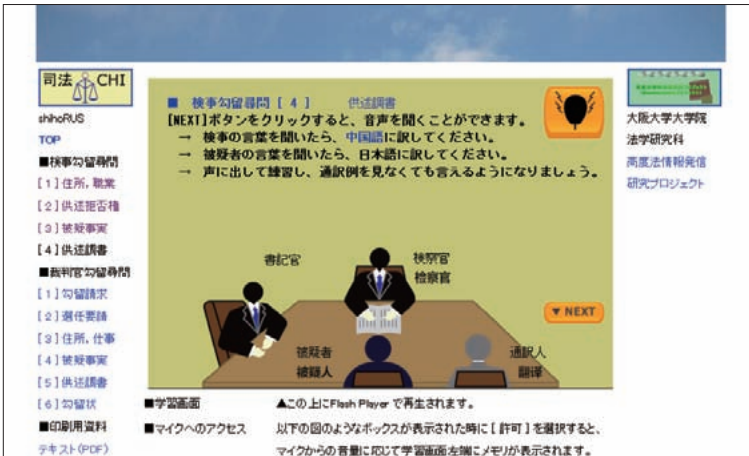 司法 CHI
shihoRUS
TOP
■検事勾留尋問
[1]住所,職業
[2]供述拒否権
[3]被疑事実
[4]供述調書
■裁判官勾留尋問
[1]勾留請求
[2]選任要請
[3]住所,仕事
[4]被疑事実
[5]供述調書
[6]勾留状
■印刷用資料
テキスト(PDF)
■ 検事勾留尋問[4] 供述調書
[NEXT]ボタンをクリックすると、音声を聞くことができます。
→ 検事の言葉を聞いたら、中国語に訳してください。
→ 被疑者の言葉を聞いたら、日本語に訳してください。
→ 声に出して練習し、通訳例を見なくても言えるようになりましょう。
書記官
検察官
检察官
▼ NEXT
被疑者
被疑人
通訳人
翻译
■学習画面 ▲この上にFlash Player で再生されます。
■マイクへのアクセス 以下の図のようなボックスが表示された時に[許可]を選択すると、
マイクからの音量に応じて学習画面左端にメモリが表示されます。
大阪大学大学院
法学研究科
高度法情報発信
研究プロジェクト